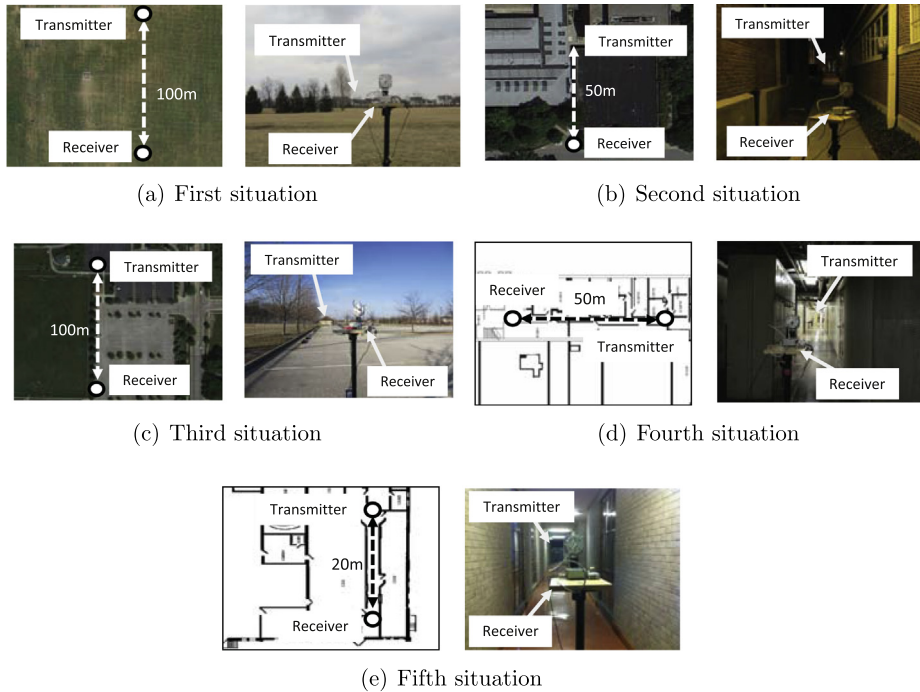 Transmitter
100m
Receiver
Transmitter
Receiver
Transmitter
50m
Receiver
Transmitter
Receiver
(a) First situation
(b) Second situation
Transmitter
100m
Receiver
Transmitter
Receiver
Receiver
50m
Transmitter
Transmitter
Receiver
(c) Third situation
(d) Fourth situation
Transmitter
20m
Receiver
Transmitter
Receiver
(e) Fifth situation